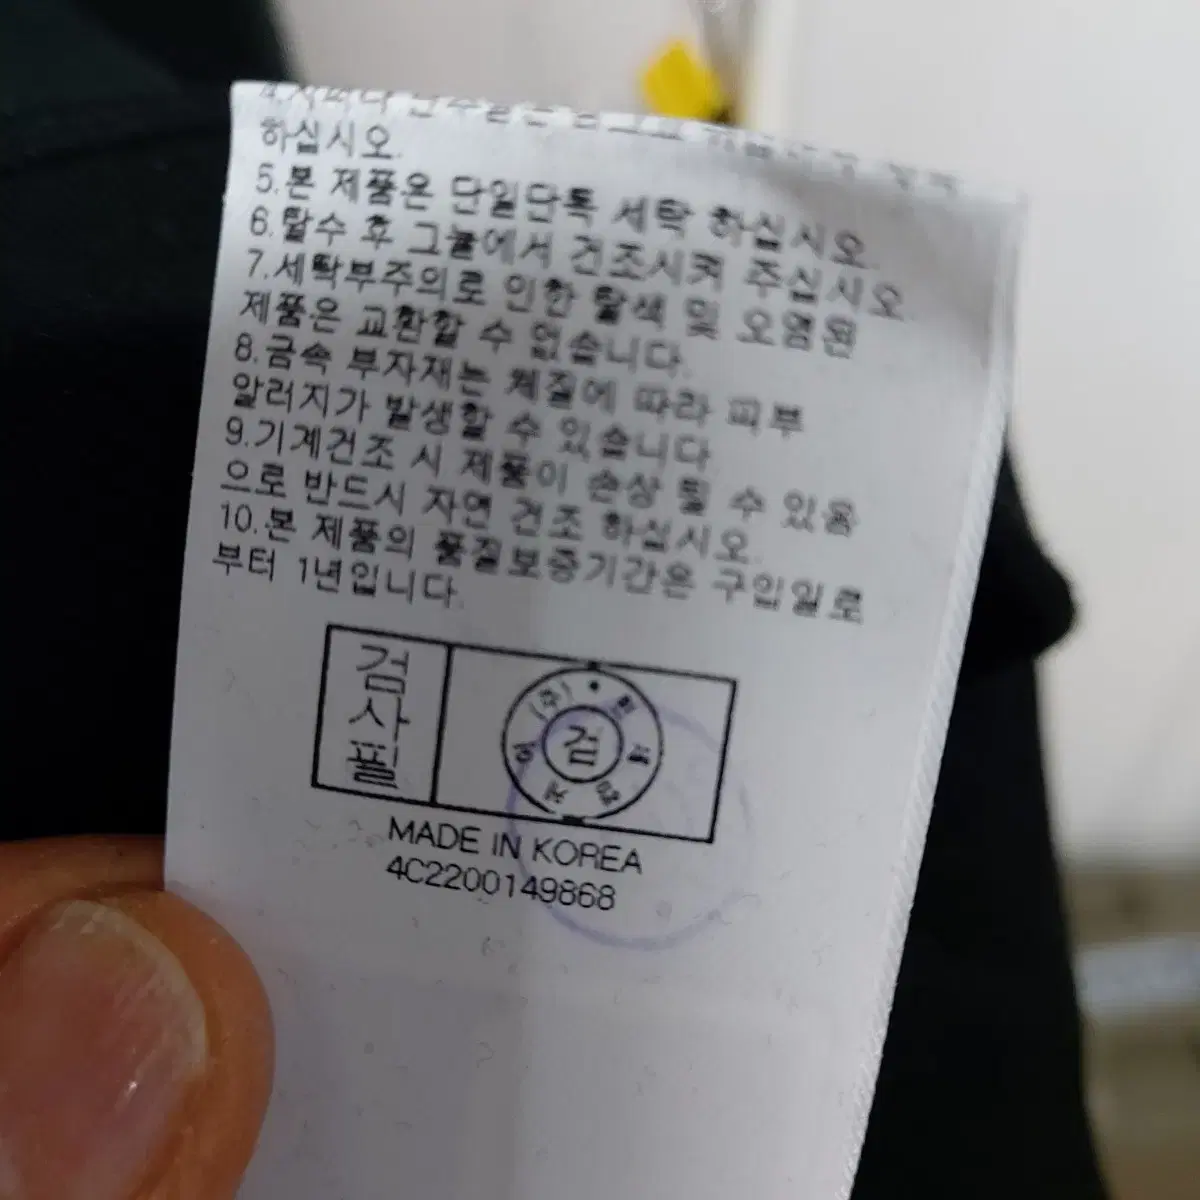 4.지퍼나 단추
하십시오.
5.본 제품은 단일단독 세탁 하십시오.
6.탈수 후 그늘에서 건조시켜 주십시오.
7.세탁부주의로 인한 탈색 및 오염된
제품은 교환할 수 없습니다.
8.금속 부자재는 체질에 따라 피부
알러지가 발생할 수 있습니다.
9.기계건조 시 제품이 손상 될 수 있음
으로 반드시 자연 건조 하십시오.
10.본 제품의 품질보증기간은 구입일로
부터 1년입니다.
검사필
(주)
검
MADE IN KOREA
4C2200149868